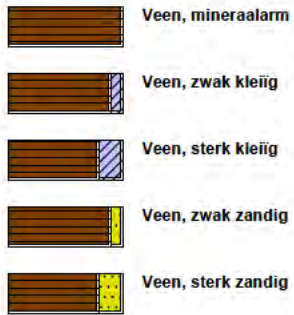 Veen, mineraalarm
Veen, zwak kleiïg
Veen, sterk kleiïg
Veen, zwak zandig
Veen, sterk zandig